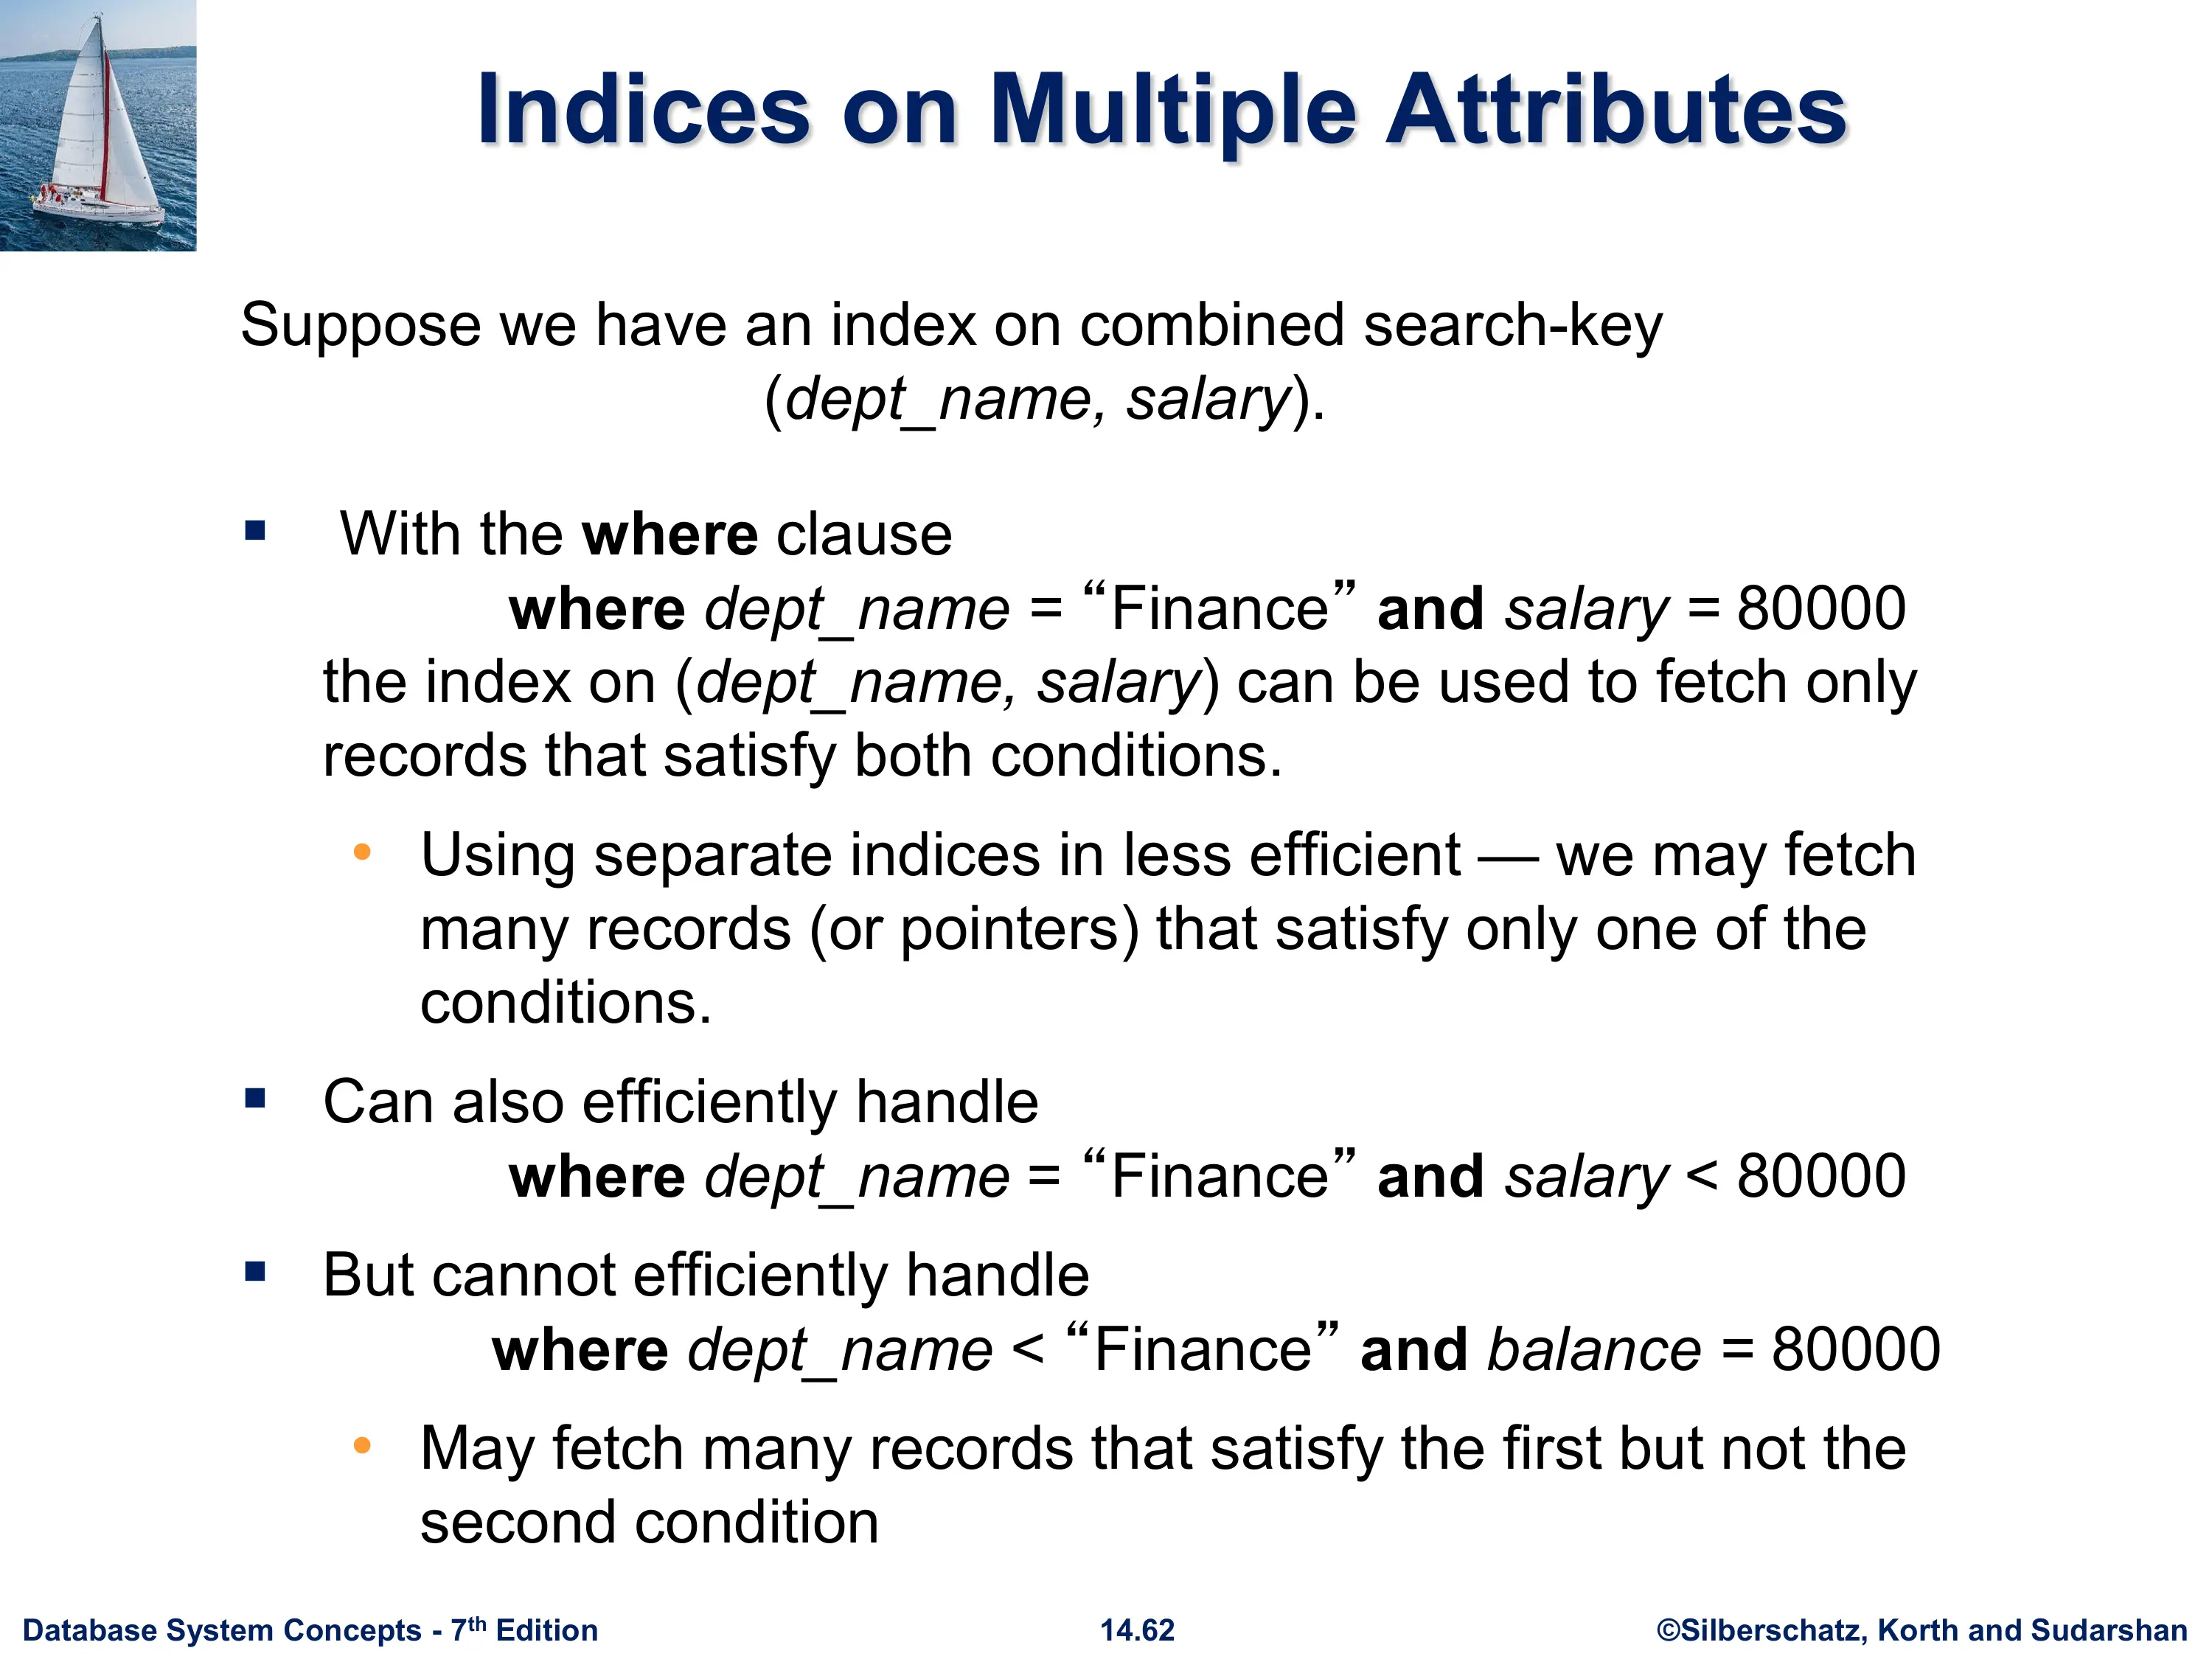 Indices on Multiple Attributes
Suppose we have an index on combined search-key
(dept_name, salary).
▪ With the where clause
where dept_name = “Finance” and salary = 80000
the index on (dept_name, salary) can be used to fetch only
records that satisfy both conditions.
• Using separate indices in less efficient — we may fetch
many records (or pointers) that satisfy only one of the
conditions.
▪ Can also efficiently handle
where dept_name = “Finance” and salary < 80000
▪ But cannot efficiently handle
where dept_name < “Finance” and balance = 80000
• May fetch many records that satisfy the first but not the
second condition
Database System Concepts - 7th Edition
14.62
©Silberschatz, Korth and Sudarshan